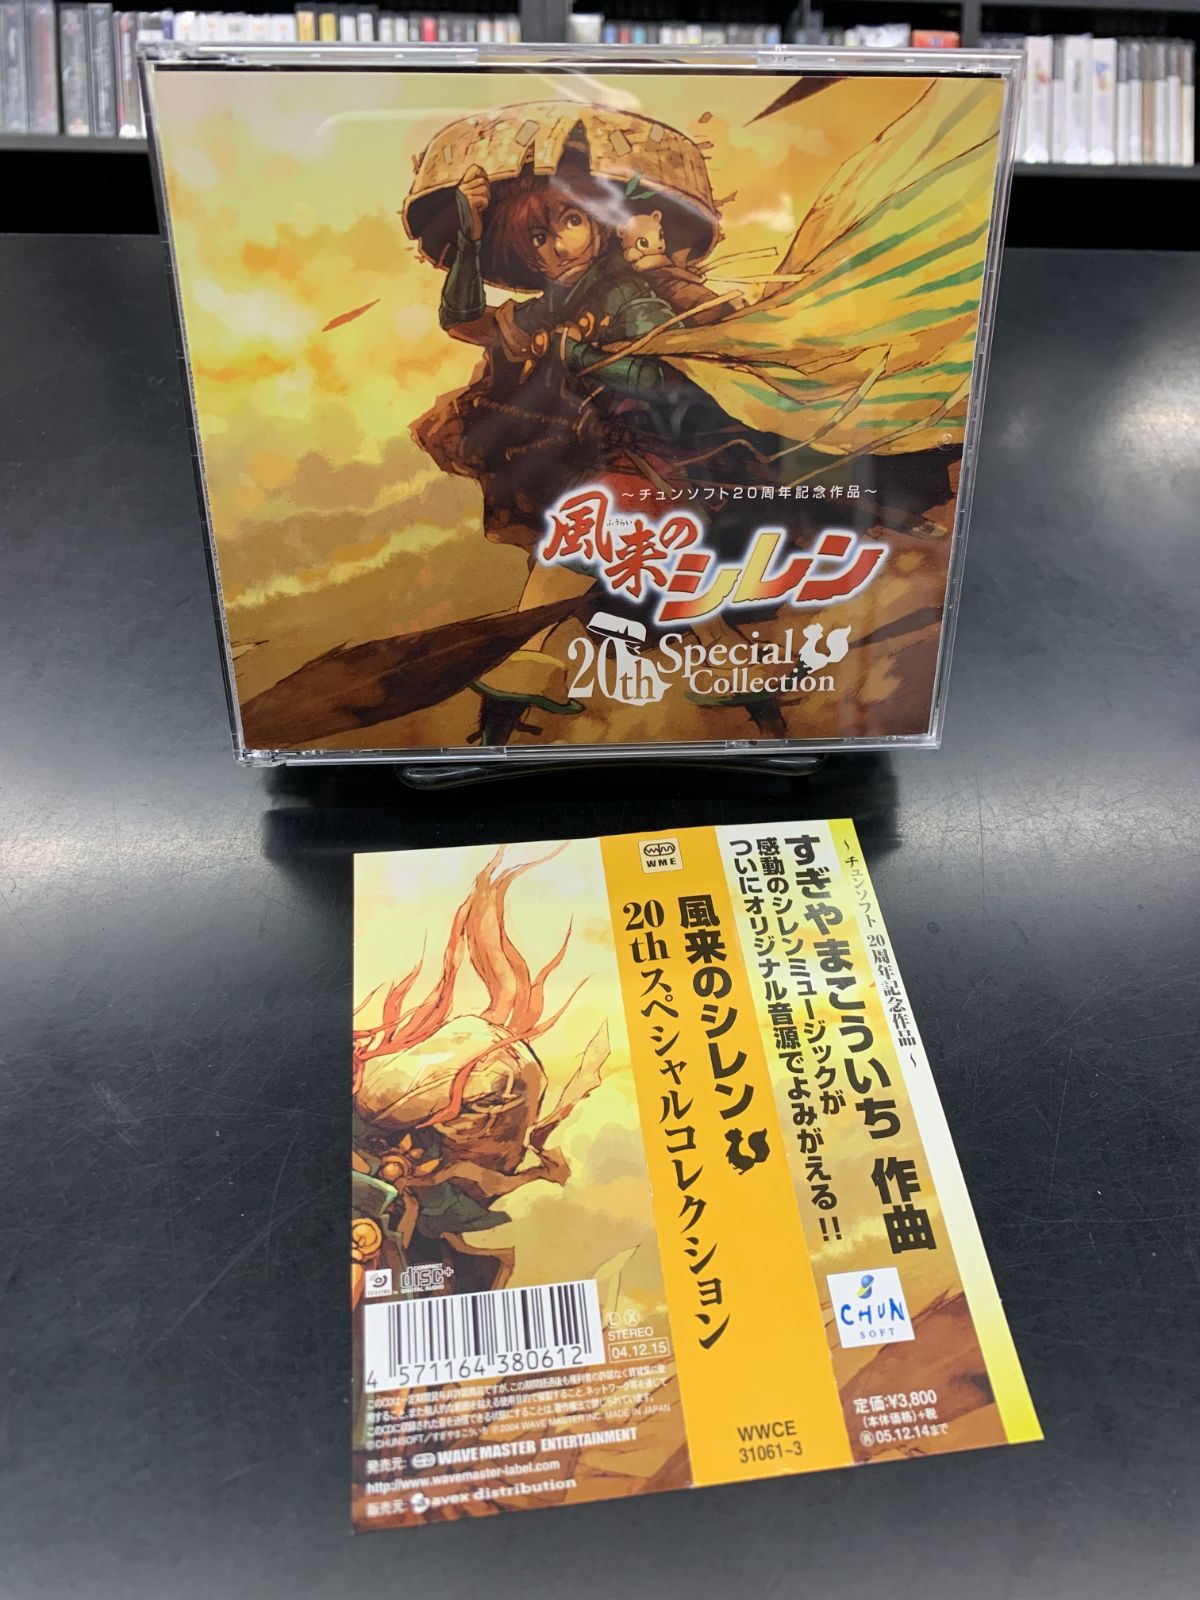 ～チュンソフト20周年記念作品～
風来の
ふうらい
シレン
20th Special
Collection
～チュンソフト 20周年記念作品～
すぎやまこういち 作曲
感動のシレンミュージックが
ついにオリジナル音源でよみがえる!!
CHUN
SOFT
定価:¥3,800
(本体価格)+税
再05.12.14まで
WME
風来のシレン
20thスペシャルコレクション
WWCE
31061~3
COMPACT
disc+
DIGITAL AUDIO
4 571164 380612
L X
STEREO
04.12.15
©CHUNSOFT／すぎやまこういち ℗2004 WAVE MASTER INC. MADE IN JAPAN
発売元: WAVE MASTER ENTERTAINMENT
http://www.wavemaster-label.com
販売元: avex distribution